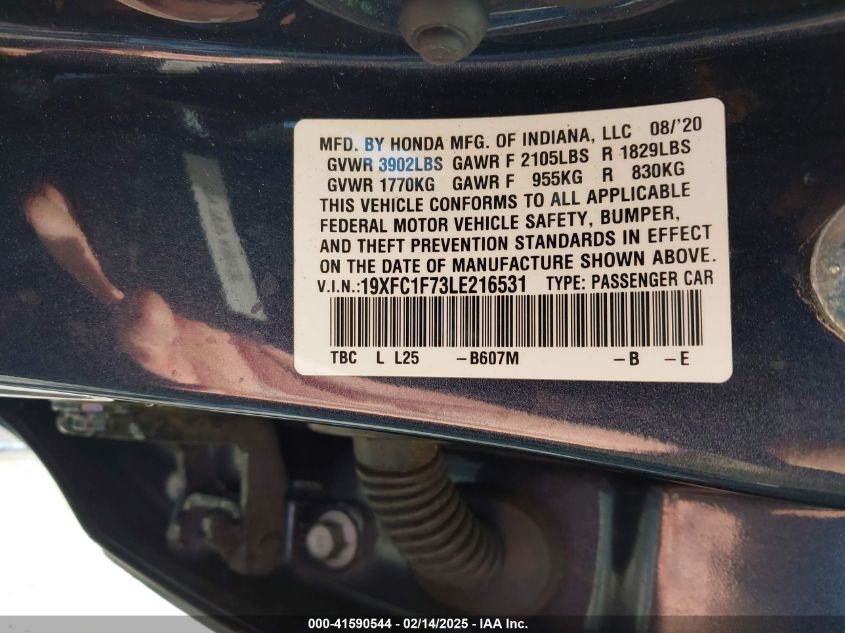 MFD. BY HONDA MFG. OF INDIANA, LLC 08/'20
GVWR 3902LBS GAWR F 2105LBS R 1829LBS
GVWR 1770KG GAWR F 955KG R 830KG
THIS VEHICLE CONFORMS TO ALL APPLICABLE
FEDERAL MOTOR VEHICLE SAFETY, BUMPER,
AND THEFT PREVENTION STANDARDS IN EFFECT
ON THE DATE OF MANUFACTURE SHOWN ABOVE.
V.I.N.:19XFC1F73LE216531 TYPE: PASSENGER CAR
TBC L L25 -B607M -B -E
000-41590544 - 02/14/2025 - IAA Inc.